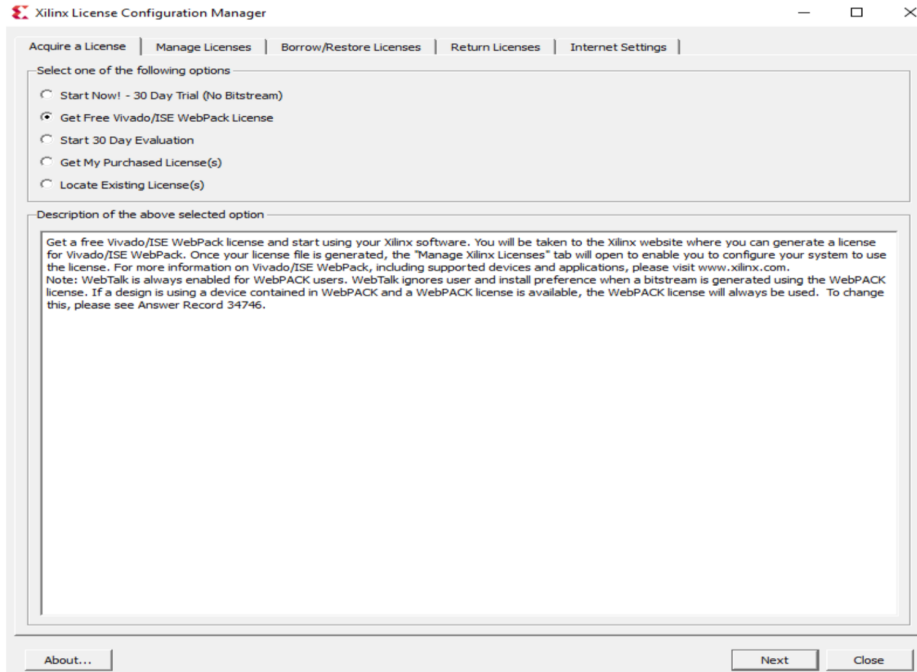 Xilinx License Configuration Manager
Acquire a License Manage Licenses Borrow/Restore Licenses Return Licenses Internet Settings
Select one of the following options
Start Now! - 30 Day Trial (No Bitstream)
Get Free Vivado/ISE WebPack License
Start 30 Day Evaluation
Get My Purchased License(s)
Locate Existing License(s)
Description of the above selected option
Get a free Vivado/ISE WebPack license and start using your Xilinx software. You will be taken to the Xilinx website where you can generate a license
for Vivado/ISE WebPack. Once your license file is generated, the "Manage Xilinx Licenses" tab will open to enable you to configure your system to use
the license. For more information on Vivado/ISE WebPack, including supported devices and applications, please visit www.xilinx.com.
Note: WebTalk is always enabled for WebPACK users. WebTalk ignores user and install preference when a bitstream is generated using the WebPACK
license. If a design is using a device contained in WebPACK and a WebPACK license is available, the WebPACK license will always be used. To change
this, please see Answer Record 34746.
About... Next Close